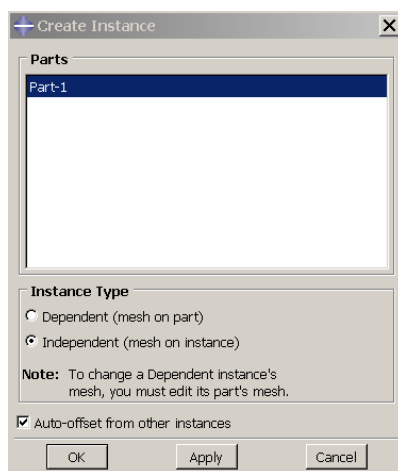 Create Instance
Parts
Part-1
Instance Type
Dependent (mesh on part)
Independent (mesh on instance)
Note: To change a Dependent instance's
mesh, you must edit its part's mesh.
Auto-offset from other instances
OK Apply Cancel